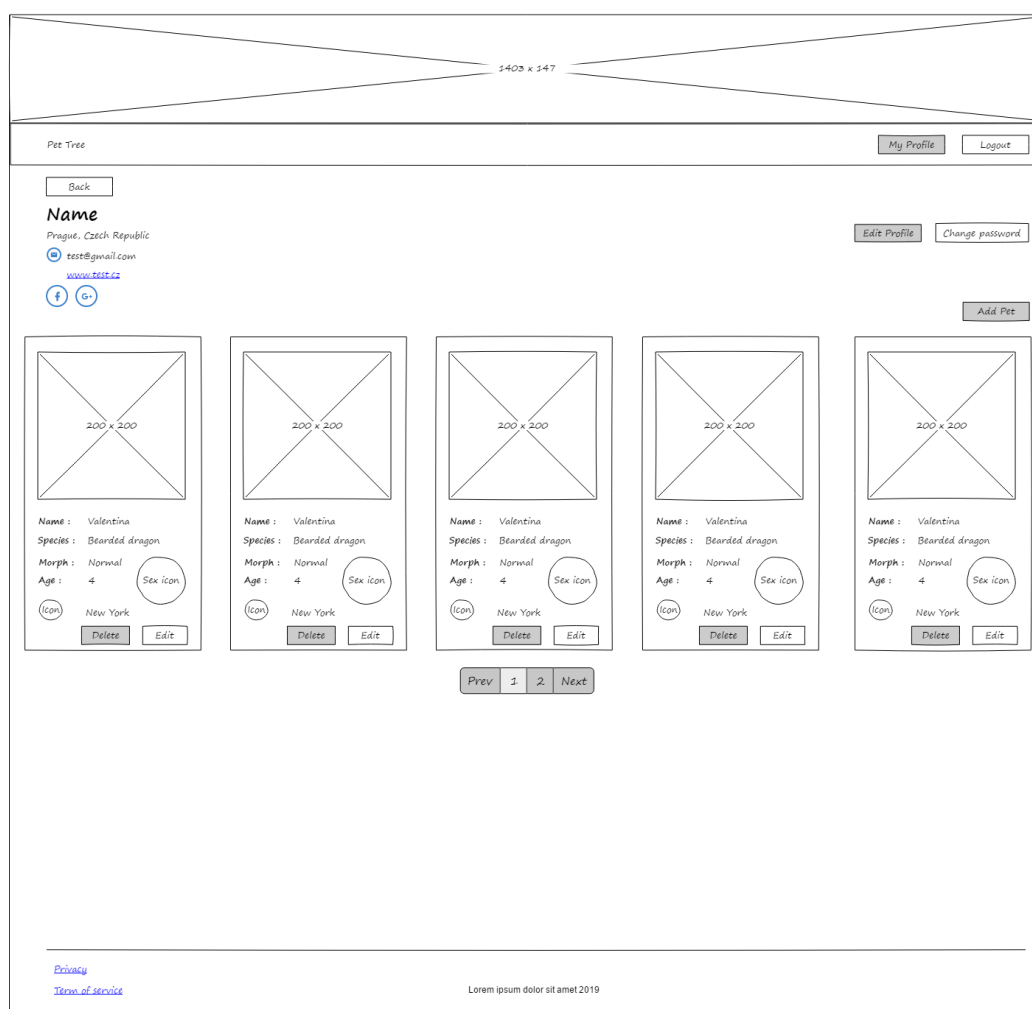 1403 x 147
Pet Tree My Profile Logout
Back
Name
Prague, Czech Republic
Edit Profile Change password
test@gmail.com
www.test.cz
f G+
Add Pet
200 x 200 200 x 200 200 x 200 200 x 200 200 x 200
Name : Valentina Name : Valentina Name : Valentina Name : Valentina Name : Valentina
Species : Bearded dragon Species : Bearded dragon Species : Bearded dragon Species : Bearded dragon Species : Bearded dragon
Morph : Normal Morph : Normal Morph : Normal Morph : Normal Morph : Normal
Age : 4 Sex icon Age : 4 Sex icon Age : 4 Sex icon Age : 4 Sex icon Age : 4 Sex icon
Icon New York Icon New York Icon New York Icon New York Icon New York
Delete Edit Delete Edit Delete Edit Delete Edit Delete Edit
Prev 1 2 Next
Privacy
Term of service Lorem ipsum dolor sit amet 2019